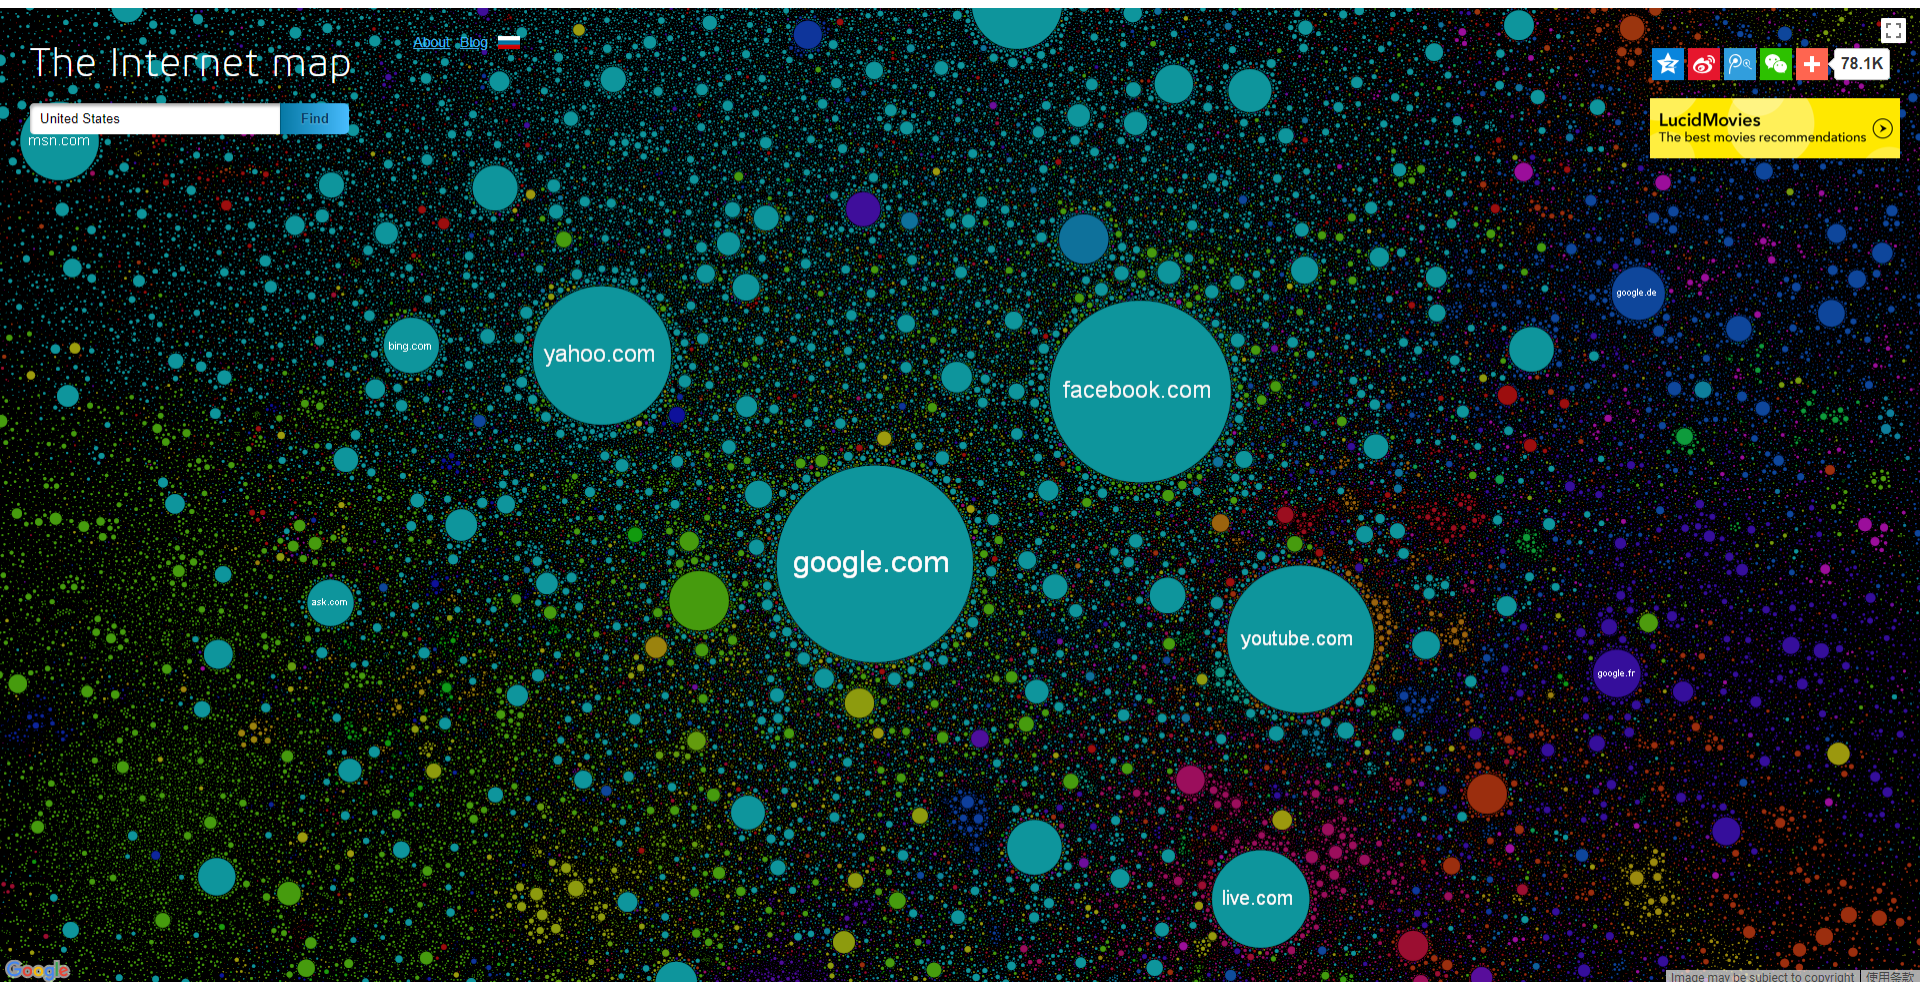 The Internet map
About Blog
United States
Find
78.1K
LucidMovies
The best movies recommendations
msn.com
google.de
bing.com
yahoo.com
facebook.com
google.com
ask.com
youtube.com
google.fr
live.com
Google
Image may be subject to copyright
使用条款